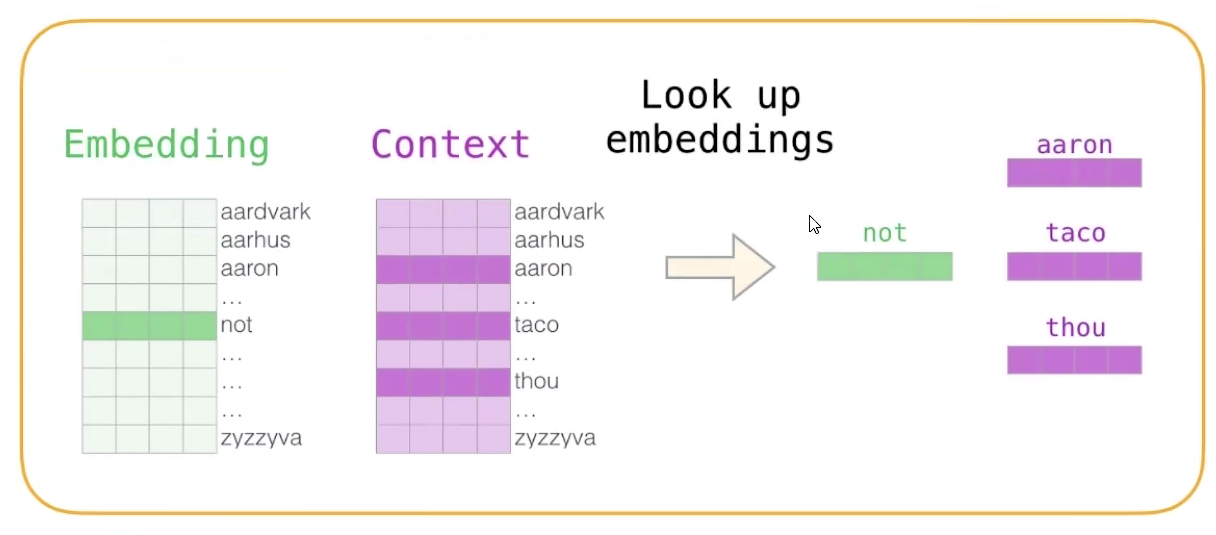 Look up
embeddings
Embedding
Context
aardvark
aarhus
aaron
...
not
...
...
...
zyzzyva
aardvark
aarhus
aaron
...
taco
...
thou
...
zyzzyva
not
aaron
taco
thou